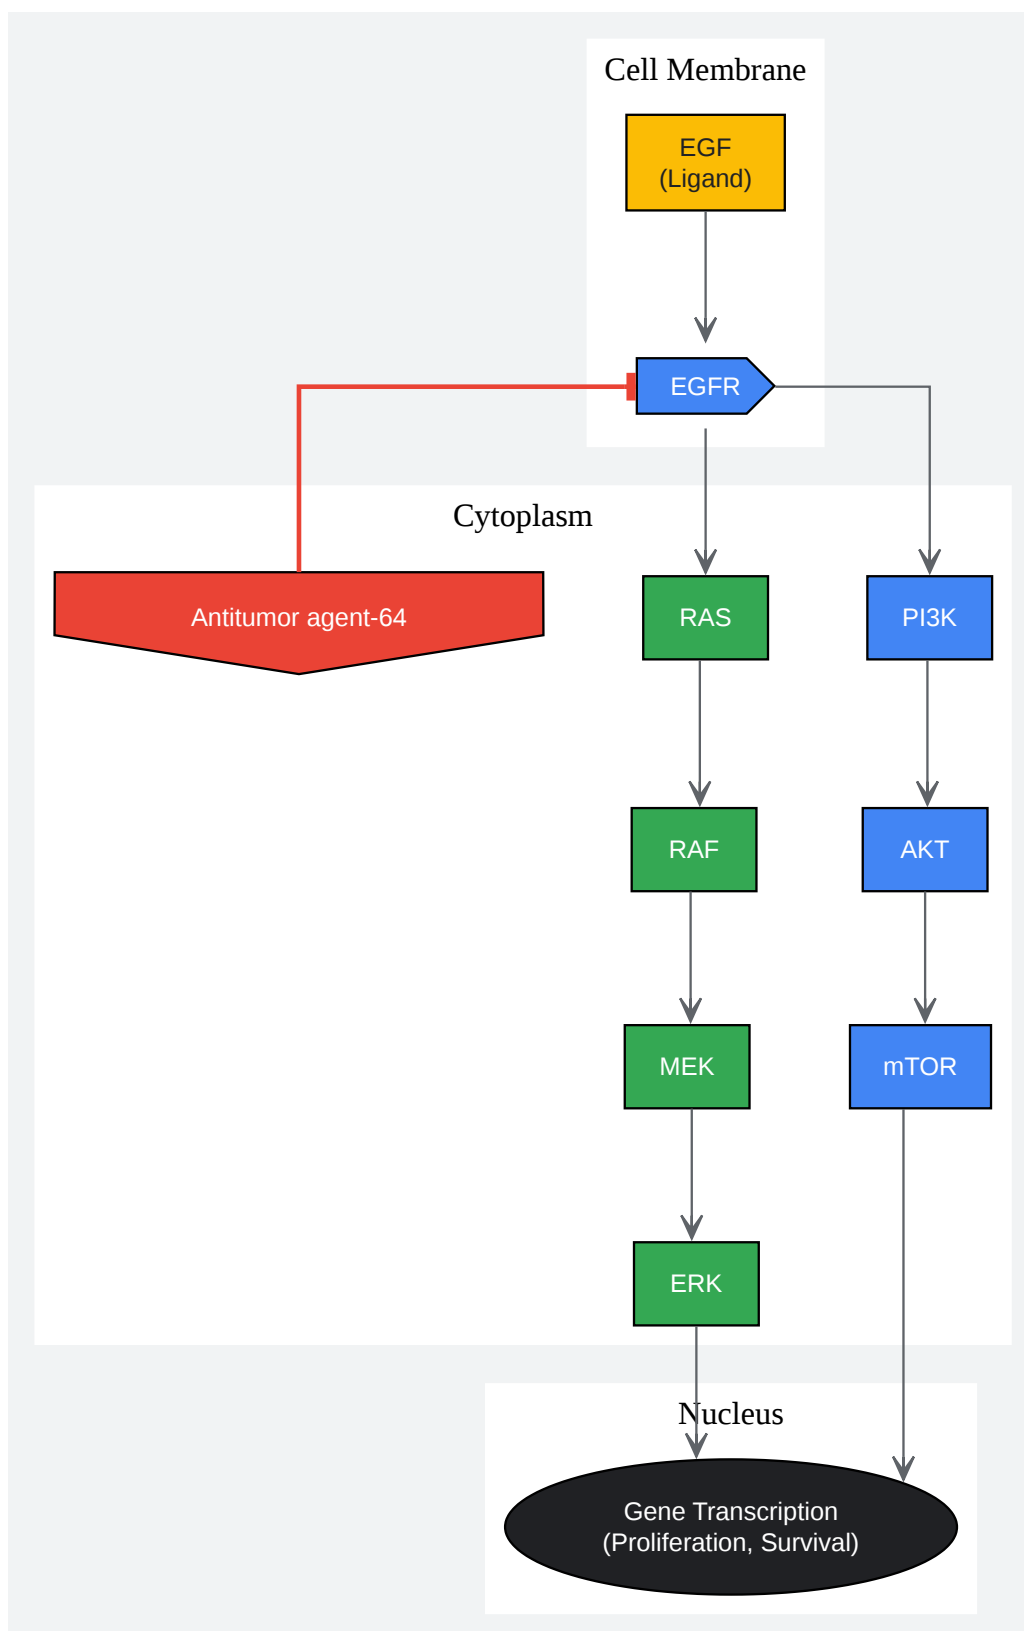 Cell Membrane
EGF
(Ligand)
EGFR
Cytoplasm
Antitumor agent-64
RAS
PI3K
RAF
AKT
MEK
mTOR
ERK
Nucleus
Gene Transcription
(Proliferation, Survival)